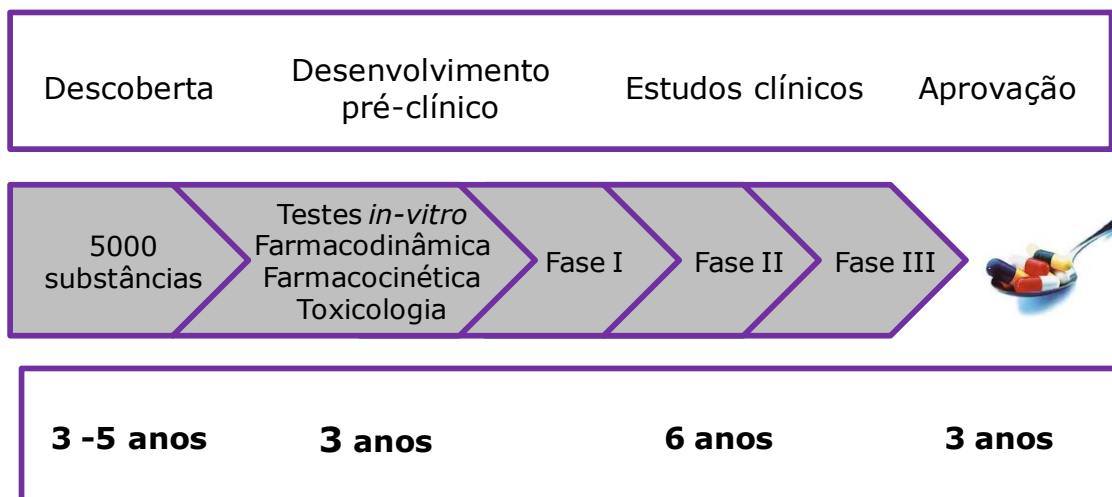 Descoberta
Desenvolvimento
pré-clínico
Estudos clínicos
Aprovação
5000
substâncias
Testes in-vitro
Farmacodinâmica
Farmacocinética
Toxicologia
Fase I
Fase II
Fase III
3 -5 anos
3 anos
6 anos
3 anos